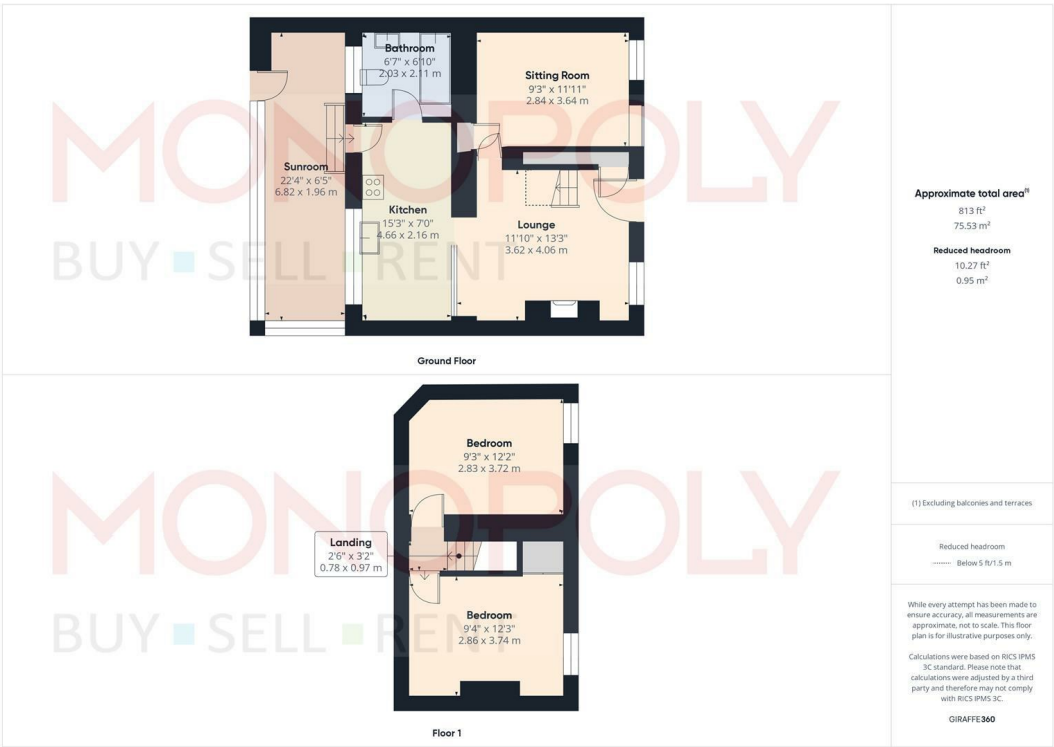 Bathroom
6'7" x 6'10"
2.03 x 2.11 m
Sitting Room
9'3" x 11'11"
2.84 x 3.64 m
MONOPOLY
Sunroom
22'4" x 6'5"
6.82 x 1.96 m
Kitchen
15'3" x 7'0"
4.66 x 2.16 m
Lounge
11'10" x 13'3"
3.62 x 4.06 m
BUY SELL RENT
Ground Floor
Bedroom
9'3" x 12'2"
2.83 x 3.72 m
MONOPOLY
Landing
2'6" x 3'2"
0.78 x 0.97 m
Bedroom
9'4" x 12'3"
2.86 x 3.74 m
BUY SELL RENT
Floor 1
Approximate total area(1)
813 ft²
75.53 m²
Reduced headroom
10.27 ft²
0.95 m²
(1) Excluding balconies and terraces
Reduced headroom
Below 5 ft/1.5 m
While every attempt has been made to
ensure accuracy, all measurements are
approximate, not to scale. This floor
plan is for illustrative purposes only.
Calculations were based on RICS IPMS
3C standard. Please note that
calculations were adjusted by a third
party and therefore may not comply
with RICS IPMS 3C.
GIRAFFE360